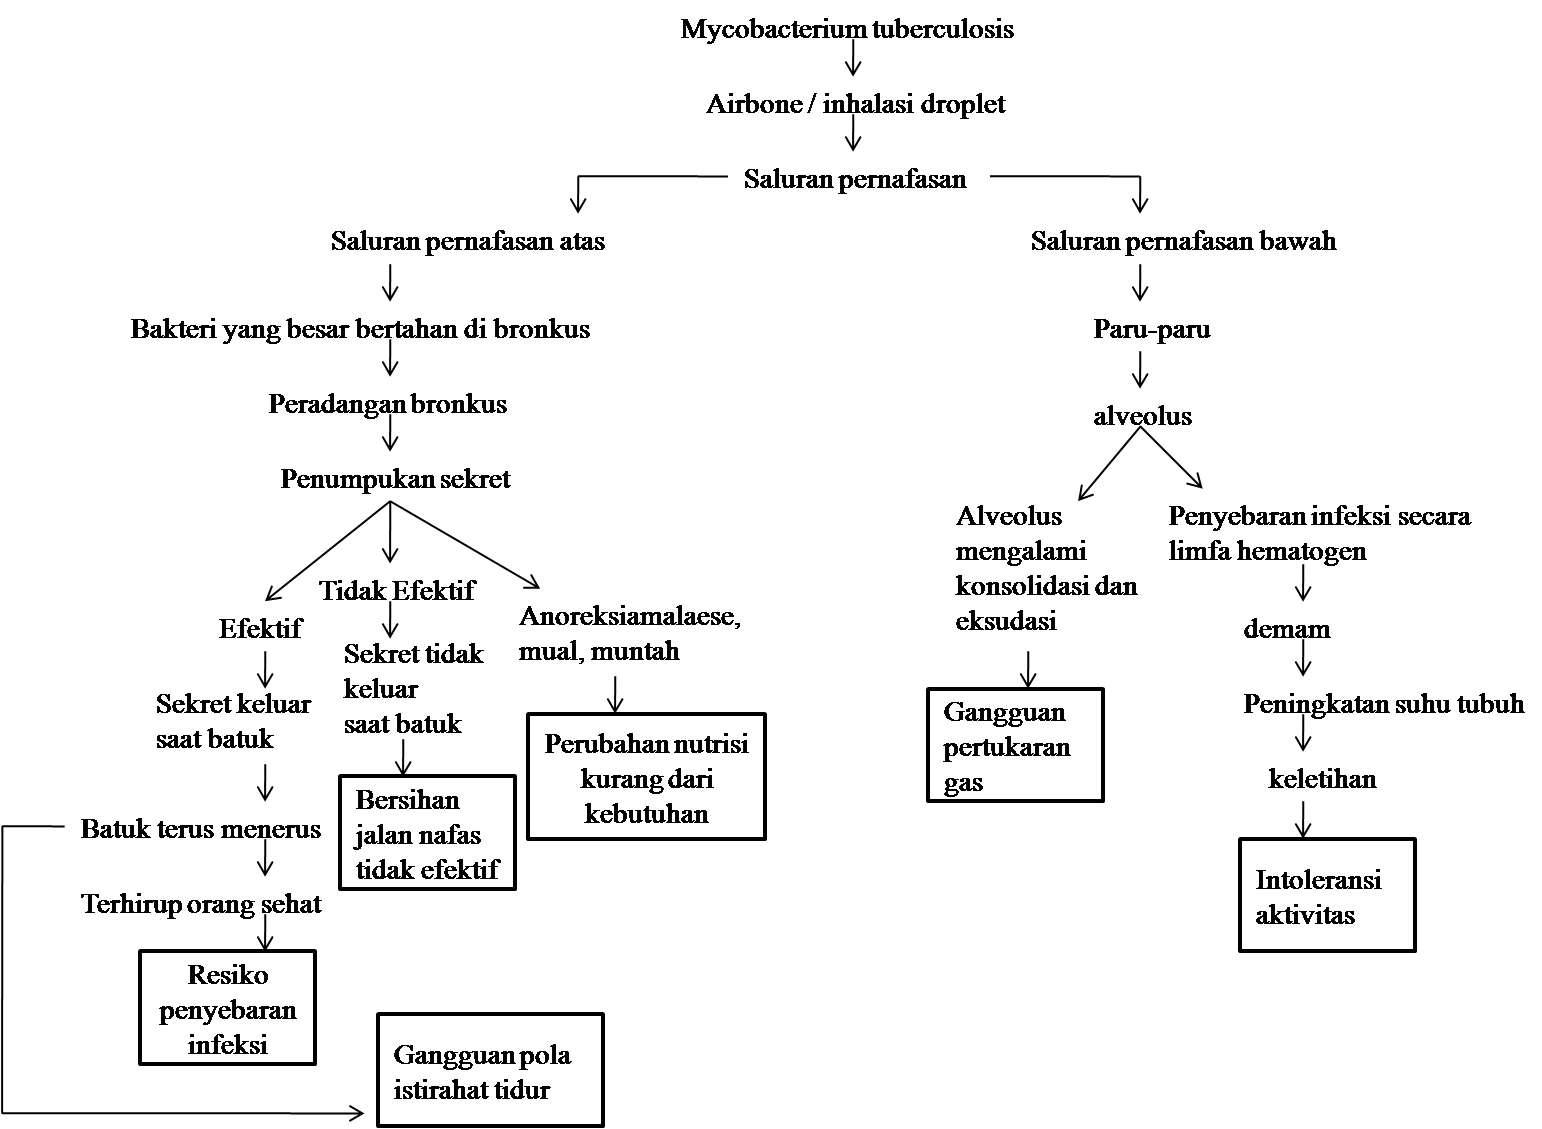 Mycobacterium tuberculosis
Airbone / inhalasi droplet
Saluran pernafasan
Saluran pernafasan atas
Bakteri yang besar bertahan di bronkus
Peradangan bronkus
Penumpukan sekret
Efektif
Sekret keluar
saat batuk
Batuk terus menerus
Terhirup orang sehat
Resiko
penyebaran
infeksi
Gangguan pola
istirahat tidur
Tidak Efektif
Sekret tidak
keluar
saat batuk
Bersihan
jalan nafas
tidak efektif
Anoreksiamalaese,
mual, muntah
Perubahan nutrisi
kurang dari
kebutuhan
Saluran pernafasan bawah
Paru-paru
alveolus
Alveolus
mengalami
konsolidasi dan
eksudasi
Gangguan
pertukaran
gas
Penyebaran infeksi secara
limfa hematogen
demam
Peningkatan suhu tubuh
keletihan
Intoleransi
aktivitas